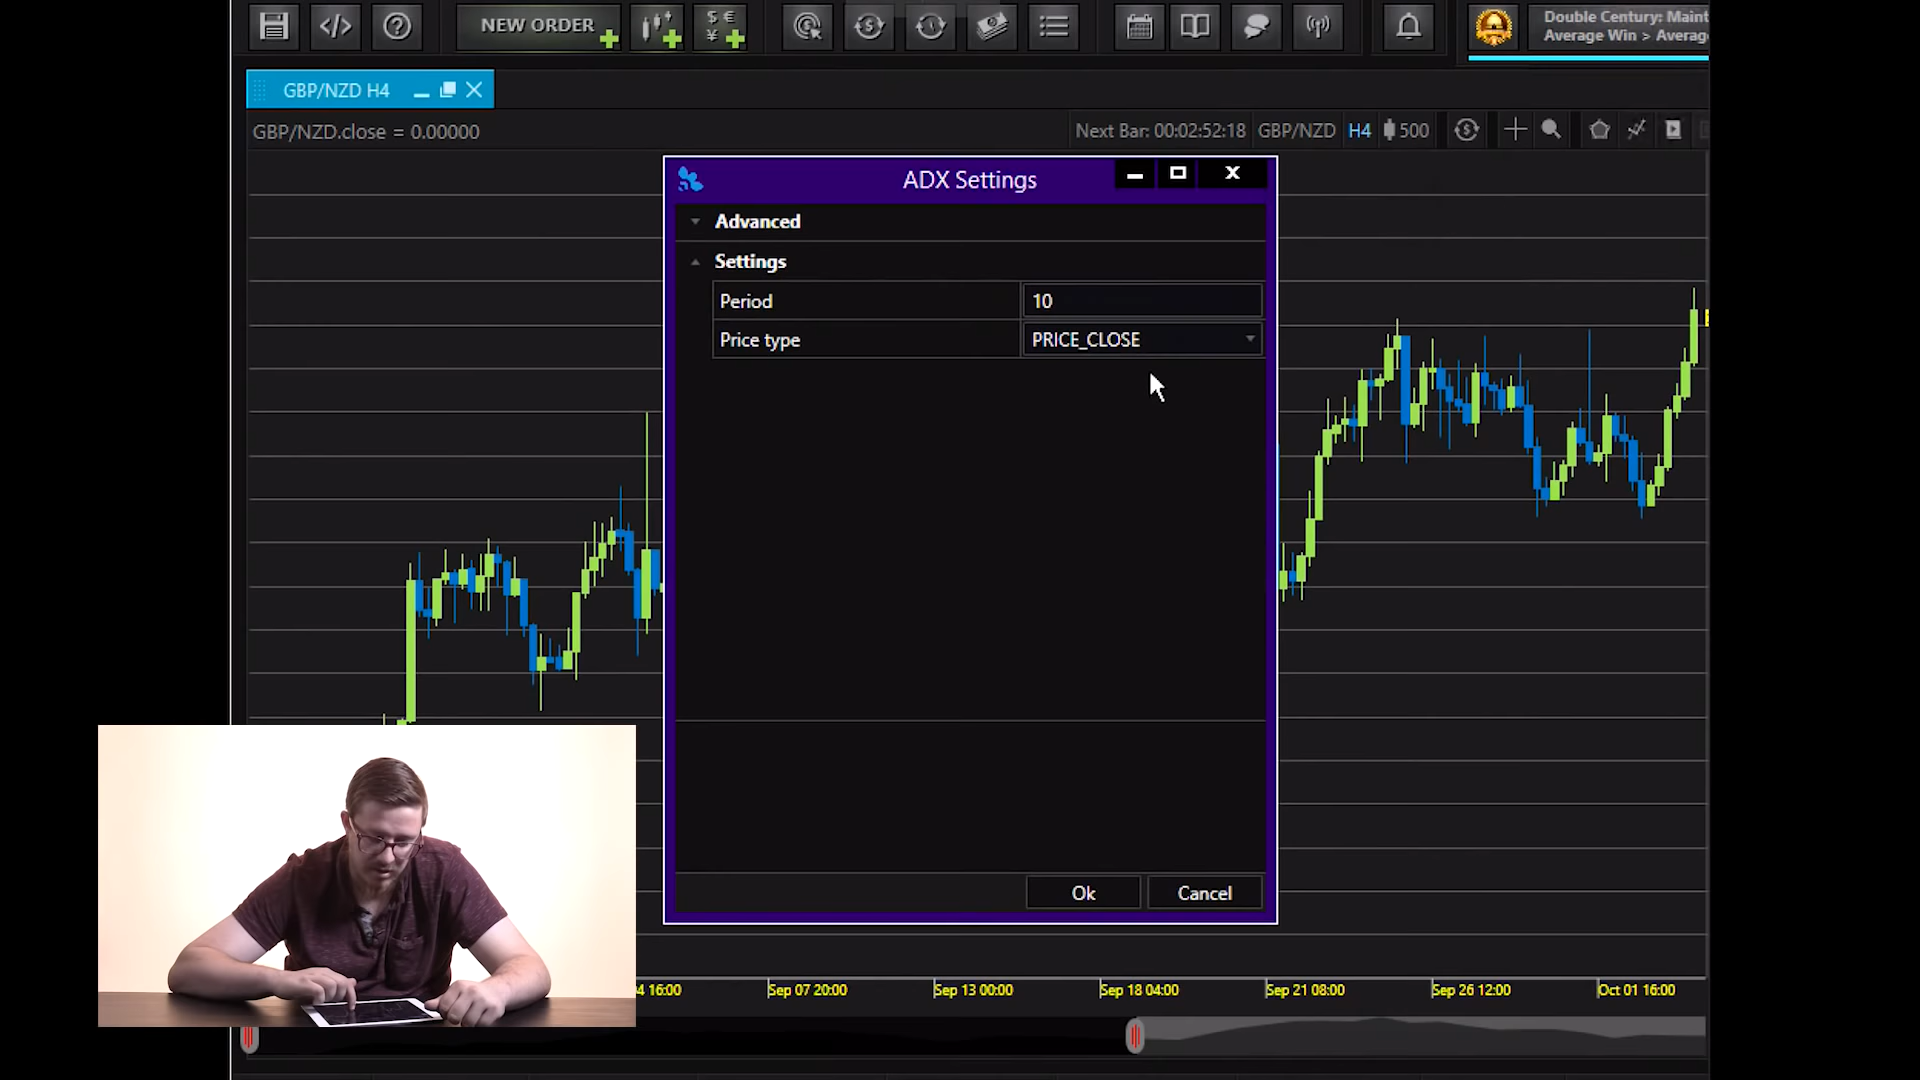 NEW ORDER
$ €
¥
Double Century: Maint
Average Win > Averag
GBP/NZD H4
GBP/NZD.close = 0.00000
Next Bar: 00:02:52:18 GBP/NZD H4 500
ADX Settings
Advanced
Settings
Period 10
Price type PRICE_CLOSE
Ok Cancel
4 16:00 Sep 07 20:00 Sep 13 00:00 Sep 18 04:00 Sep 21 08:00 Sep 26 12:00 Oct 01 16:00